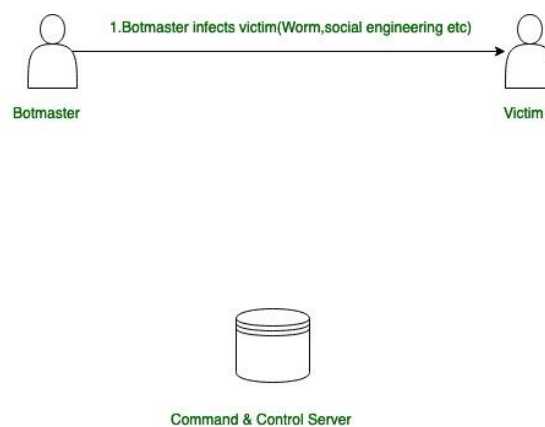 1.Botmaster infects victim(Worm,social engineering etc)
Botmaster
Victim
Command & Control Server